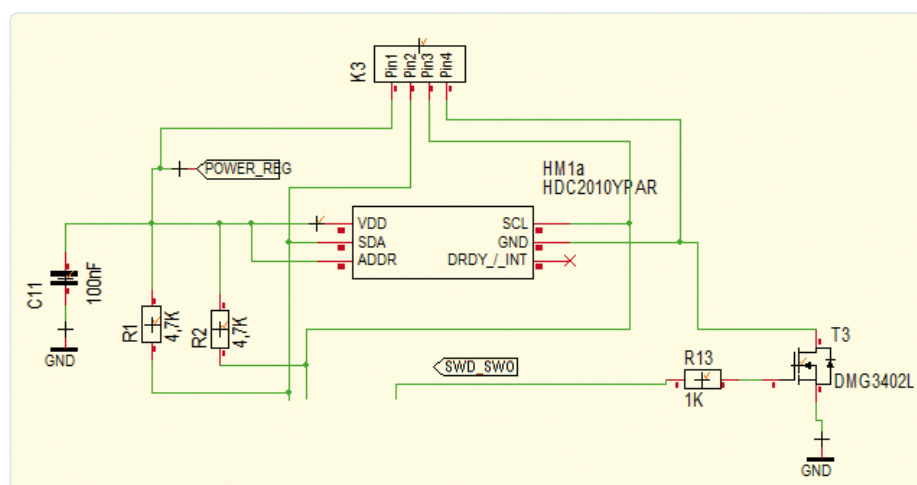 K3
Pin1
Pin2
Pin3
Pin4
POWER_REG
HM1a
HDC2010YPAR
VDD
SDA
ADDR
SCL
GND
DRDY_/_INT
C11
100nF
GND
R1
4,7K
R2
4,7K
SWD_SWO
R13
1K
T3
DMG3402L
GND